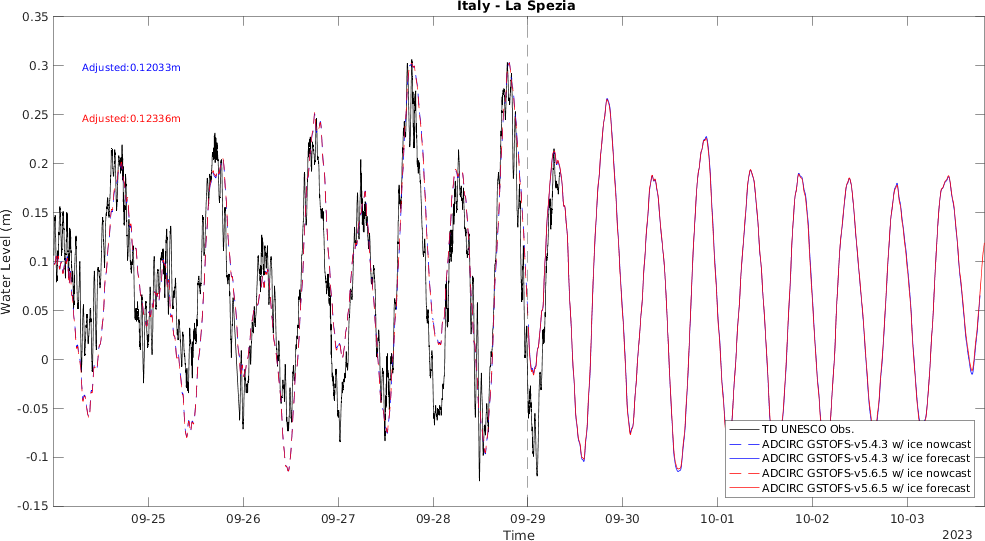 Italy - La Spezia
0.35
0.3
0.25
0.2
0.15
0.1
0.05
0
-0.05
-0.1
-0.15
Water Level (m)
Adjusted:0.12033m
Adjusted:0.12336m
TD UNESCO Obs.
ADCIRC GSTOFS-v5.4.3 w/ ice nowcast
ADCIRC GSTOFS-v5.4.3 w/ ice forecast
ADCIRC GSTOFS-v5.6.5 w/ ice nowcast
ADCIRC GSTOFS-v5.6.5 w/ ice forecast
09-25 09-26 09-27 09-28 09-29 09-30 10-01 10-02 10-03
Time
2023